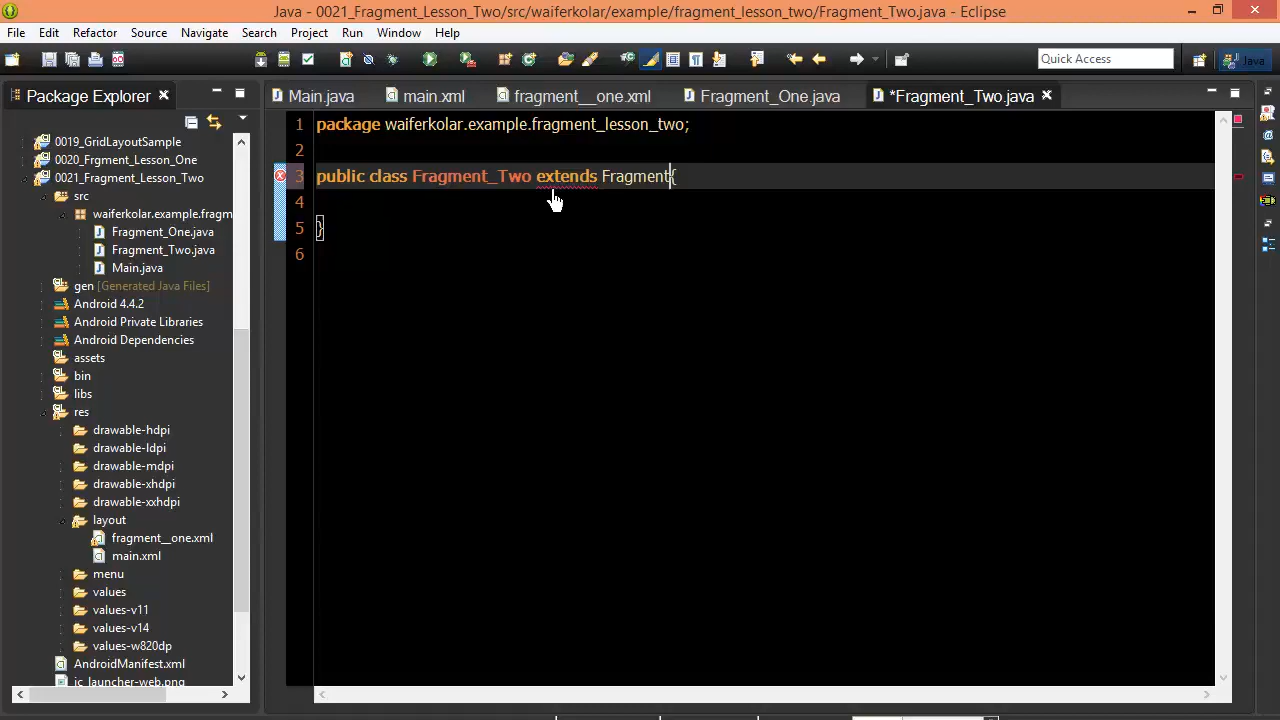 Java - 0021_Fragment_Lesson_Two/src/waiferkolar/example/fragment_lesson_two/Fragment_Two.java - Eclipse
File Edit Refactor Source Navigate Search Project Run Window Help
Quick Access
Java
Package Explorer
Main.java main.xml fragment__one.xml Fragment_One.java *Fragment_Two.java
0019_GridLayoutSample
0020_Frgment_Lesson_One
0021_Fragment_Lesson_Two
src
waiferkolar.example.fragm
Fragment_One.java
Fragment_Two.java
Main.java
gen [Generated Java Files]
Android 4.4.2
Android Private Libraries
Android Dependencies
assets
bin
libs
res
drawable-hdpi
drawable-ldpi
drawable-mdpi
drawable-xhdpi
drawable-xxhdpi
layout
fragment__one.xml
main.xml
menu
values
values-v11
values-v14
values-w820dp
AndroidManifest.xml
ic_launcher-web.png
1 package waiferkolar.example.fragment_lesson_two;
2
3 public class Fragment_Two extends Fragment{
4
5 }
6